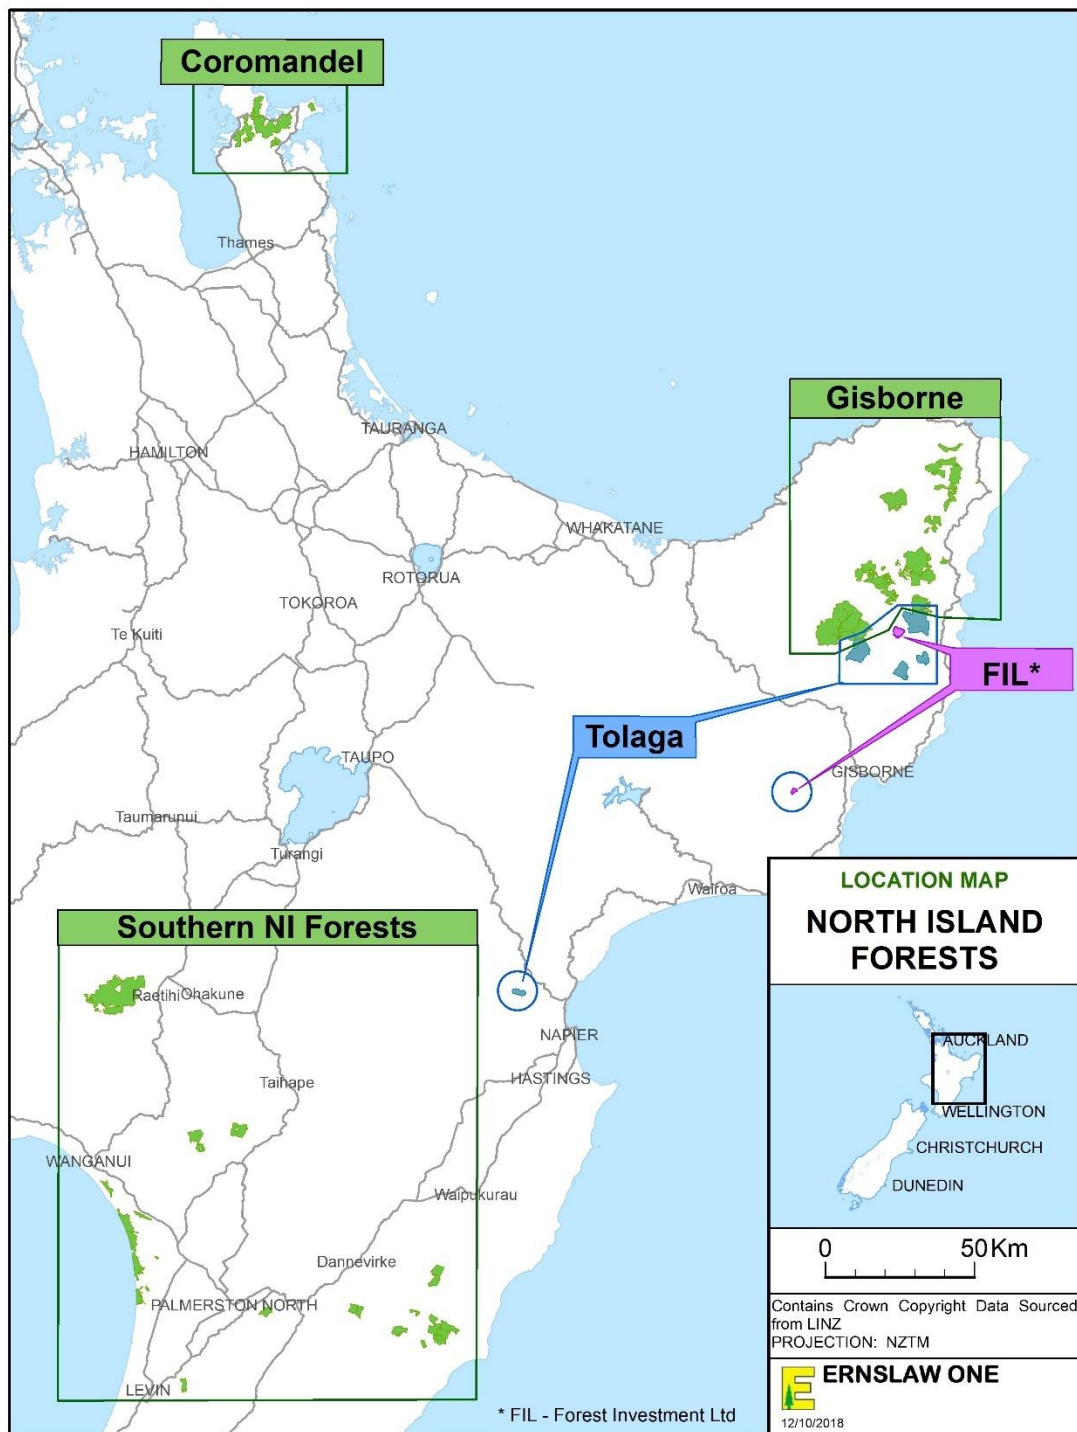 Coromandel
Thames
Gisborne
TAURANGA
HAMILTON
WHAKATANE
ROTORUA
TOKOROA
Te Kuiti
FIL*
Tolaga
TAUPO
GISBORNE
Taumarunui
Turangi
Wairoa
Southern NI Forests
Raetihi
Ohakune
NAPIER
HASTINGS
Taihape
WANGANUI
Waipukurau
Dannevirke
PALMERSTON NORTH
LEVIN
* FIL - Forest Investment Ltd
LOCATION MAP
NORTH ISLAND
FORESTS
AUCKLAND
WELLINGTON
CHRISTCHURCH
DUNEDIN
0 50 Km
Contains Crown Copyright Data Sourced
from LINZ
PROJECTION: NZTM
E ERNSLAW ONE
12/10/2018